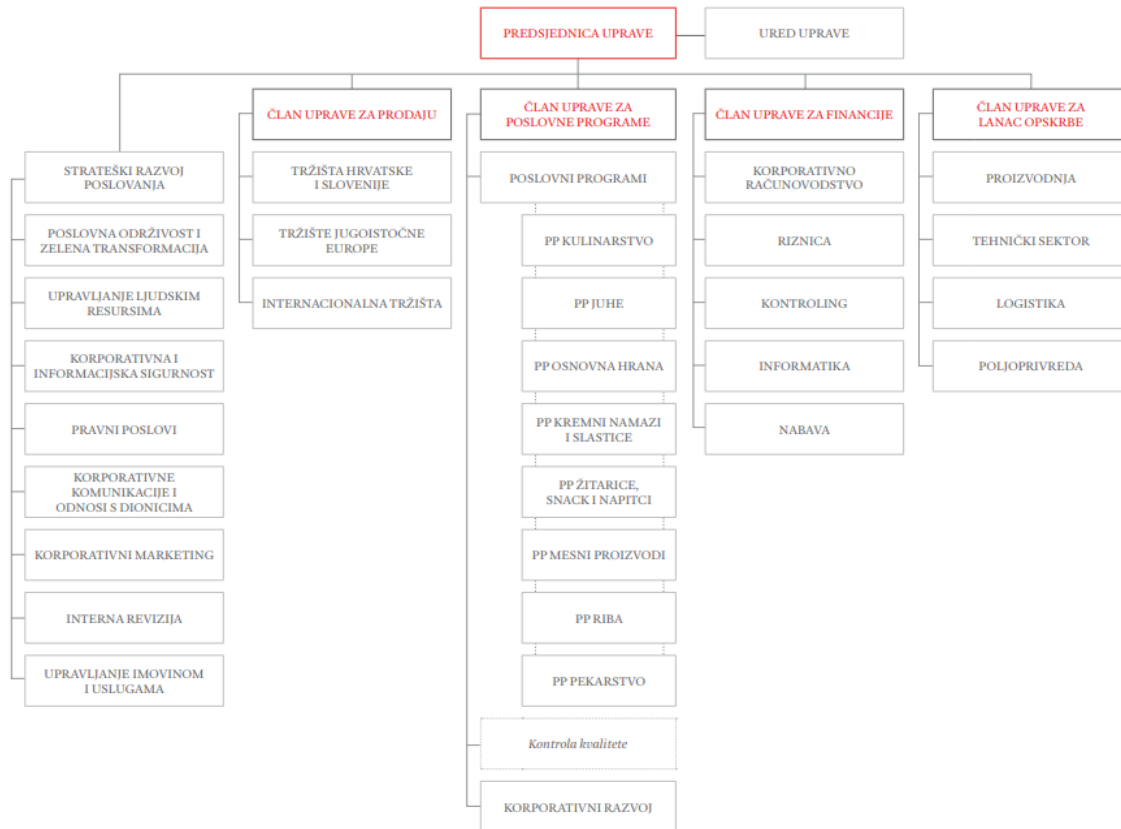 PREDSJEDNICA UPRAVE
URED UPRAVE
STRATEŠKI RAZVOJ
POSLOVANJA
POSLOVNA ODRŽIVOST I
ZELENA TRANSFORMACIJA
UPRAVLJANJE LJUDSKIM
RESURSIMA
KORPORATIVNA I
INFORMACIJSKA SIGURNOST
PRAVNI POSLOVI
KORPORATIVNE
KOMUNIKACIJE I
ODNOSI S DIONICIMA
KORPORATIVNI MARKETING
INTERNA REVIZIJA
UPRAVLJANJE IMOVINOM
I USLUGAMA
ČLAN UPRAVE ZA PRODAJU
TRŽIŠTA HRVATSKE
I SLOVENIJE
TRŽIŠTE JUGOISTOČNE
EUROPE
INTERNACIONALNA TRŽIŠTA
ČLAN UPRAVE ZA
POSLOVNE PROGRAME
POSLOVNI PROGRAMI
PP KULINARSTVO
PP JUHE
PP OSNOVNA HRANA
PP KREMNI NAMAZI
I SLASTICE
PP ŽITARICE,
SNACK I NAPITCI
PP MESNI PROIZVODI
PP RIBA
PP PEKARSTVO
Kontrola kvalitete
KORPORATIVNI RAZVOJ
ČLAN UPRAVE ZA FINANCIJE
KORPORATIVNO
RAČUNOVODSTVO
RIZNICA
KONTROLING
INFORMATIKA
NABAVA
ČLAN UPRAVE ZA
LANAC OPSKRBE
PROIZVODNJA
TEHNIČKI SEKTOR
LOGISTIKA
POLJOPRIVREDA